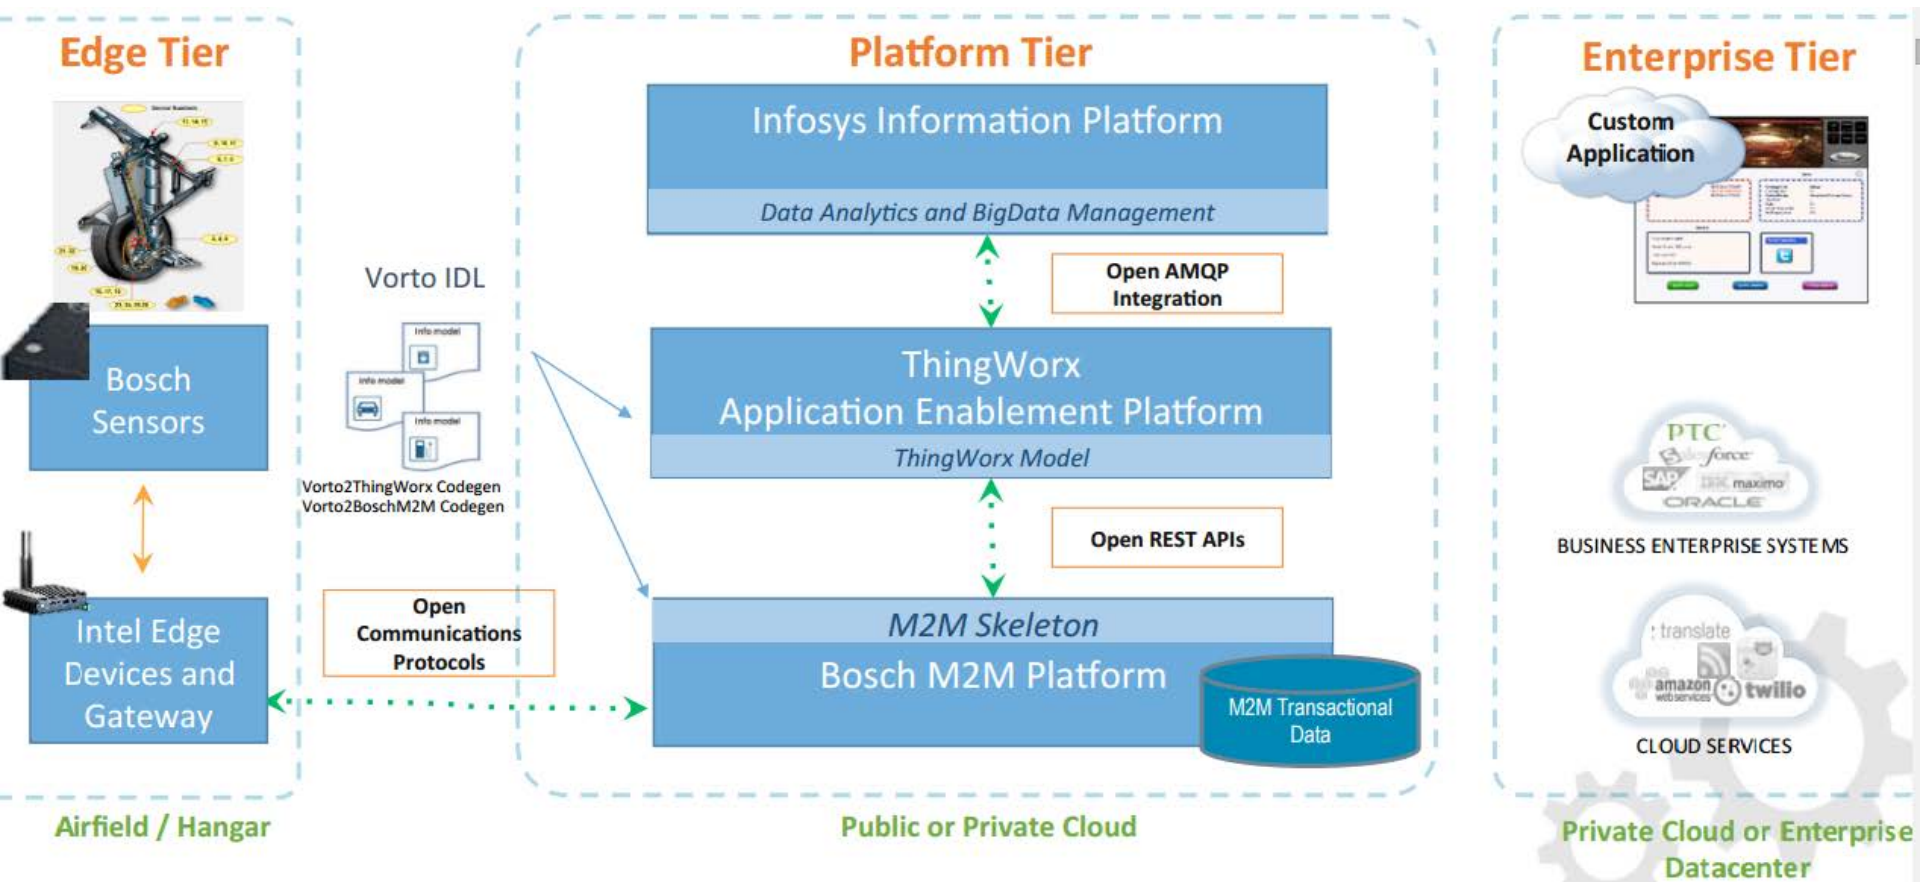 Edge Tier
Bosch
Sensors
Intel Edge
Devices and
Gateway
Airfield / Hangar
Vorto IDL
Info model
Info model
Info model
Vorto2ThingWorx Codegen
Vorto2BoschM2M Codegen
Open
Communications
Protocols
Platform Tier
Infosys Information Platform
Data Analytics and BigData Management
Open AMQP
Integration
ThingWorx
Application Enablement Platform
ThingWorx Model
Open REST APIs
M2M Skeleton
Bosch M2M Platform
M2M Transactional
Data
Public or Private Cloud
Enterprise Tier
Custom
Application
PTC
salesforce
SAP
maximo
ORACLE
BUSINESS ENTERPRISE SYSTEMS
translate
amazon
webservices
twilio
CLOUD SERVICES
Private Cloud or Enterprise
Datacenter